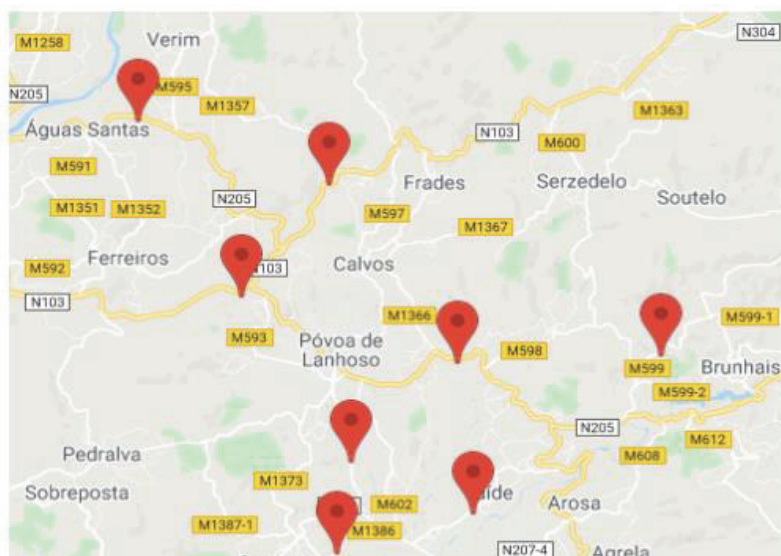 N304
M1258
Verim
N205
M595
M1357
M1363
Águas Santas
N103
M600
M591
Frades
Serzedelo
Soutelo
N205
M1351
M1352
M597
M1367
Ferreiros
Calvos
M592
N103
N103
M1366
M599-1
M593
Póvoa de
Lanhoso
M598
M599
Brunhais
M599-2
N205
M612
Pedralva
M608
M1373
Sobreposta
M602
Arosa
M1387-1
M1386
N207-4
Agrela